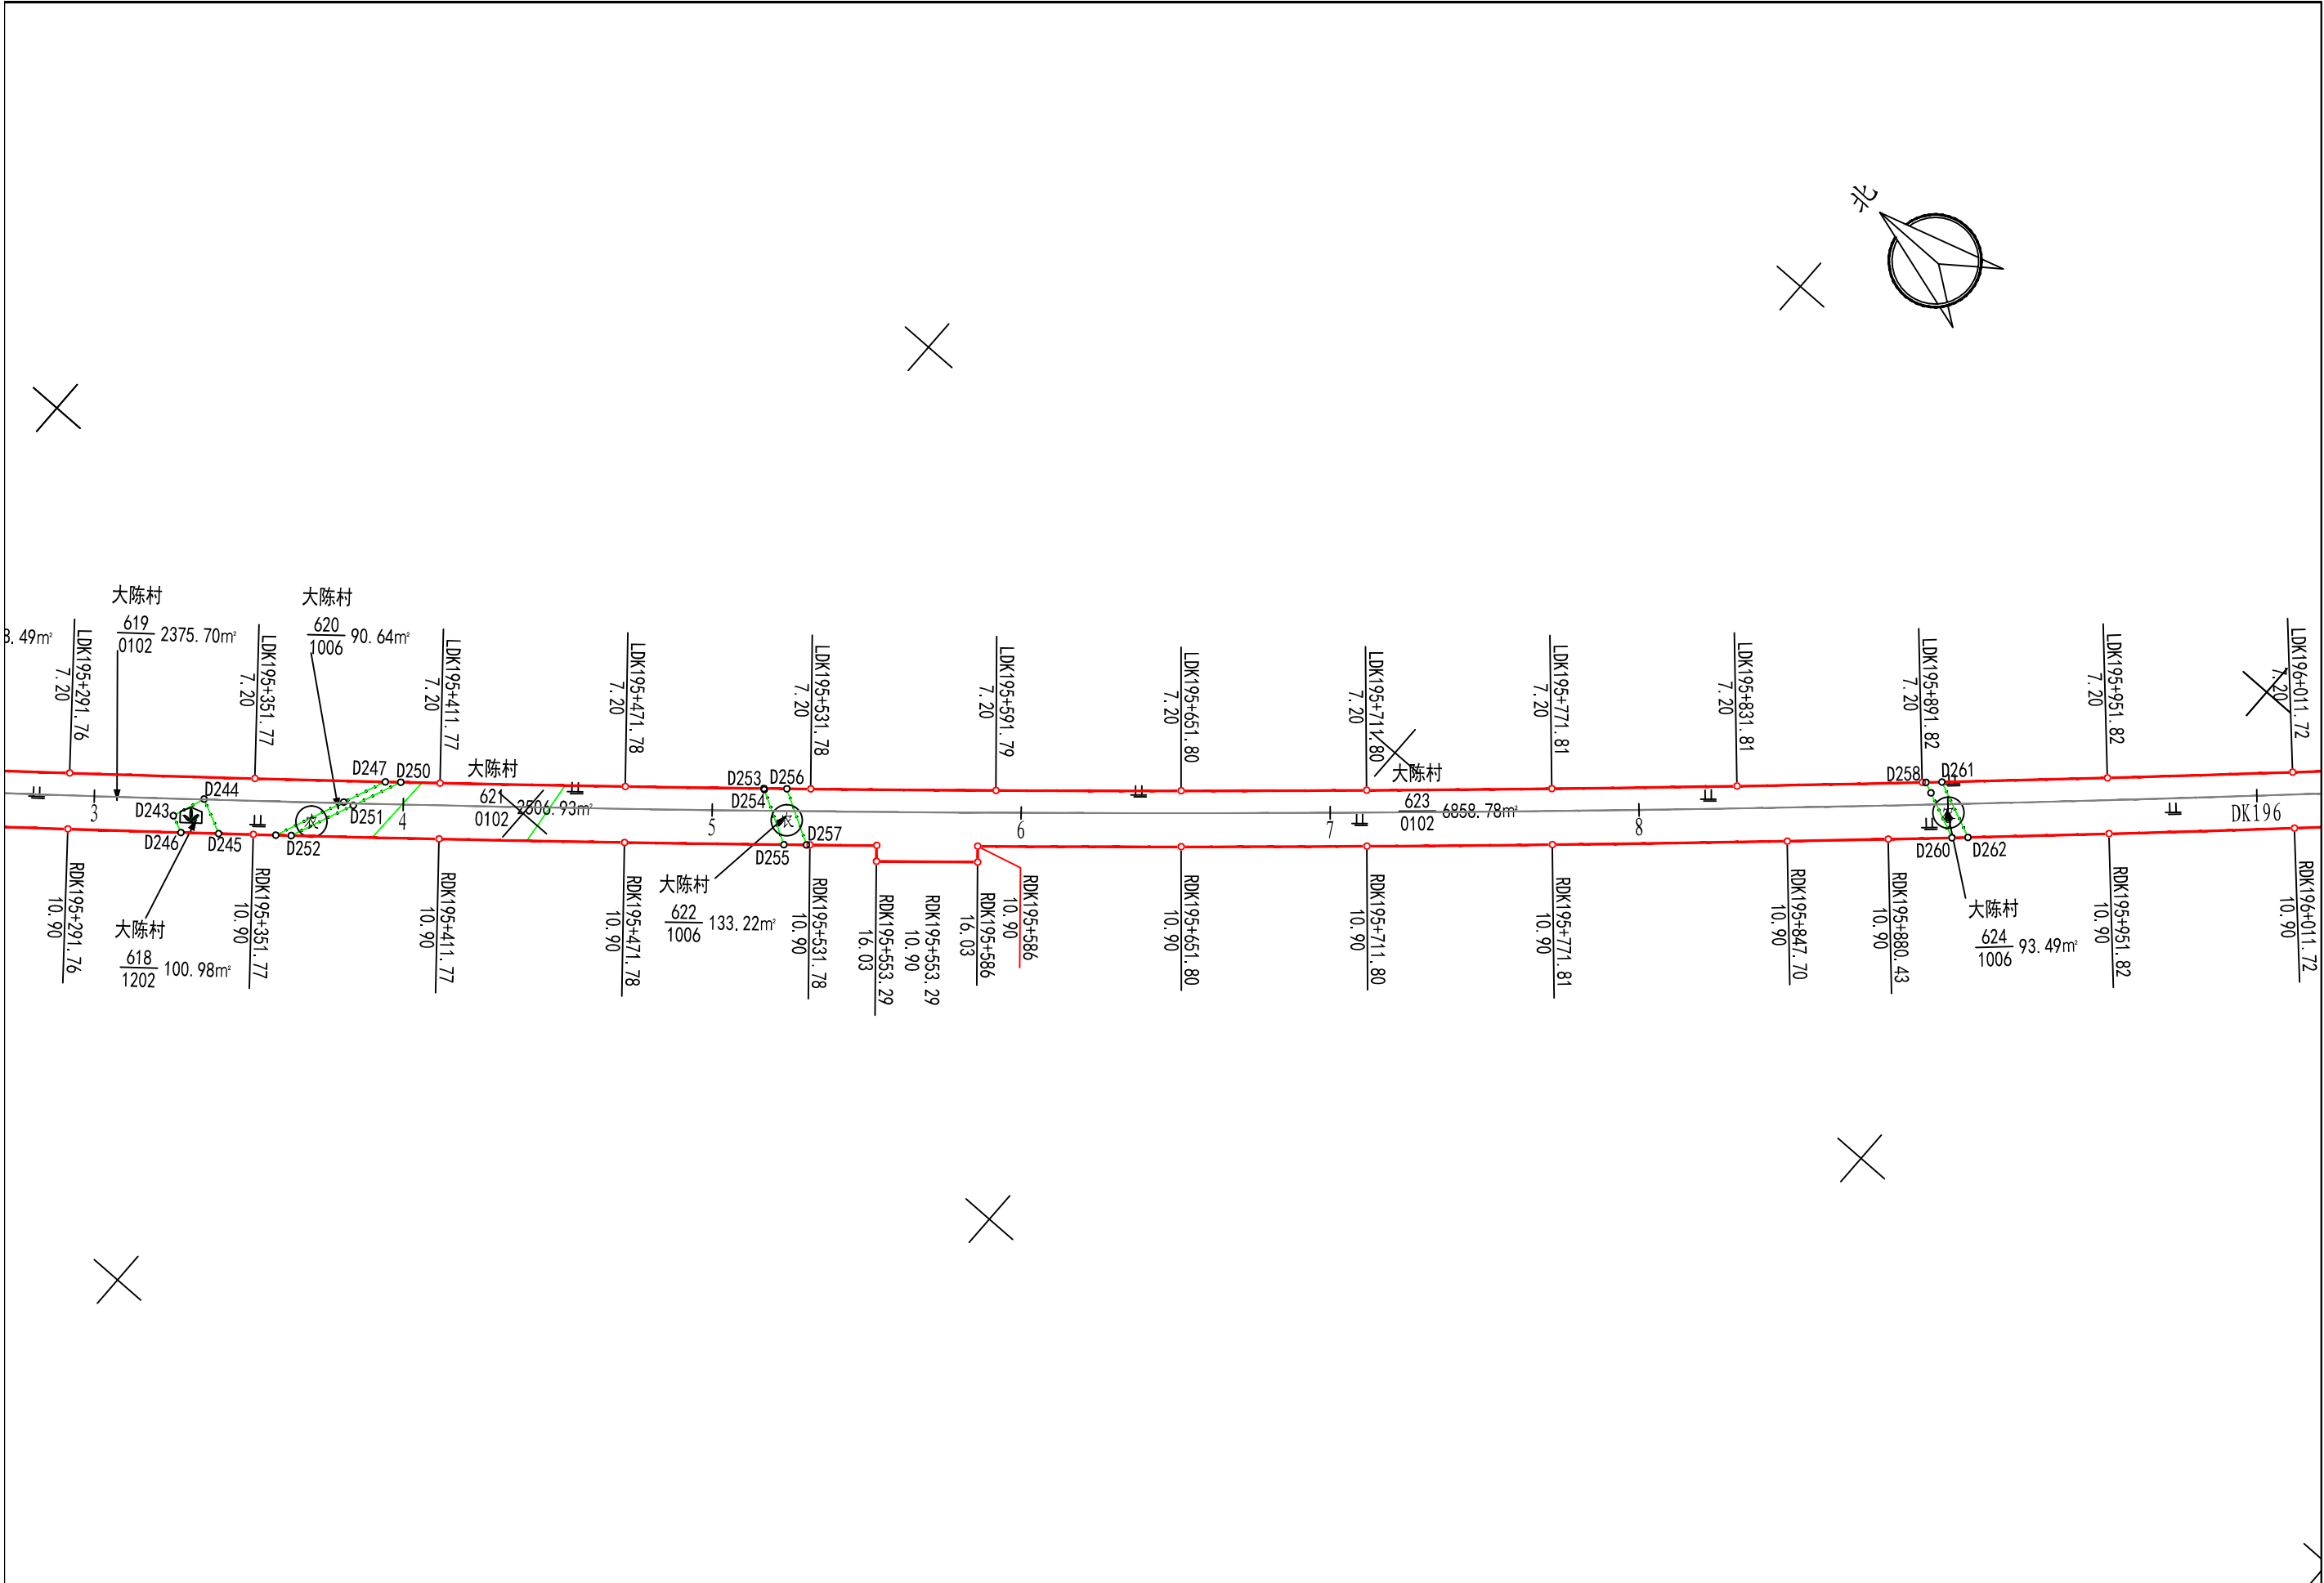 北
大陈村
619
0102
2375.70㎡
大陈村
620
1006
90.64㎡
8.49㎡
LDK195+291.76
7.20
LDK195+351.77
7.20
LDK195+411.77
7.20
LDK195+471.78
7.20
LDK195+531.78
7.20
LDK195+591.79
7.20
LDK195+651.80
7.20
LDK195+711.80
7.20
LDK195+771.81
7.20
LDK195+831.81
7.20
LDK195+891.82
7.20
LDK195+951.82
7.20
LDK196+011.72
7.20
D247
D250
大陈村
D253
D256
大陈村
D258
D261
D243
D244
D254
621
0102
2506.93㎡
623
0102
6858.78㎡
3
D251
4
5
6
7
8
DK196
农
农
D246
D245
D252
D257
D255
D260
D262
大陈村
622
1006
133.22㎡
大陈村
618
1202
100.98㎡
大陈村
624
1006
93.49㎡
RDK195+291.76
10.90
RDK195+351.77
10.90
RDK195+411.77
10.90
RDK195+471.78
10.90
RDK195+531.78
10.90
RDK195+553.29
16.03
RDK195+553.29
10.90
RDK195+586
16.03
RDK195+586
10.90
RDK195+651.80
10.90
RDK195+711.80
10.90
RDK195+771.81
10.90
RDK195+847.70
10.90
RDK195+880.43
10.90
RDK195+951.82
10.90
RDK196+011.72
10.90